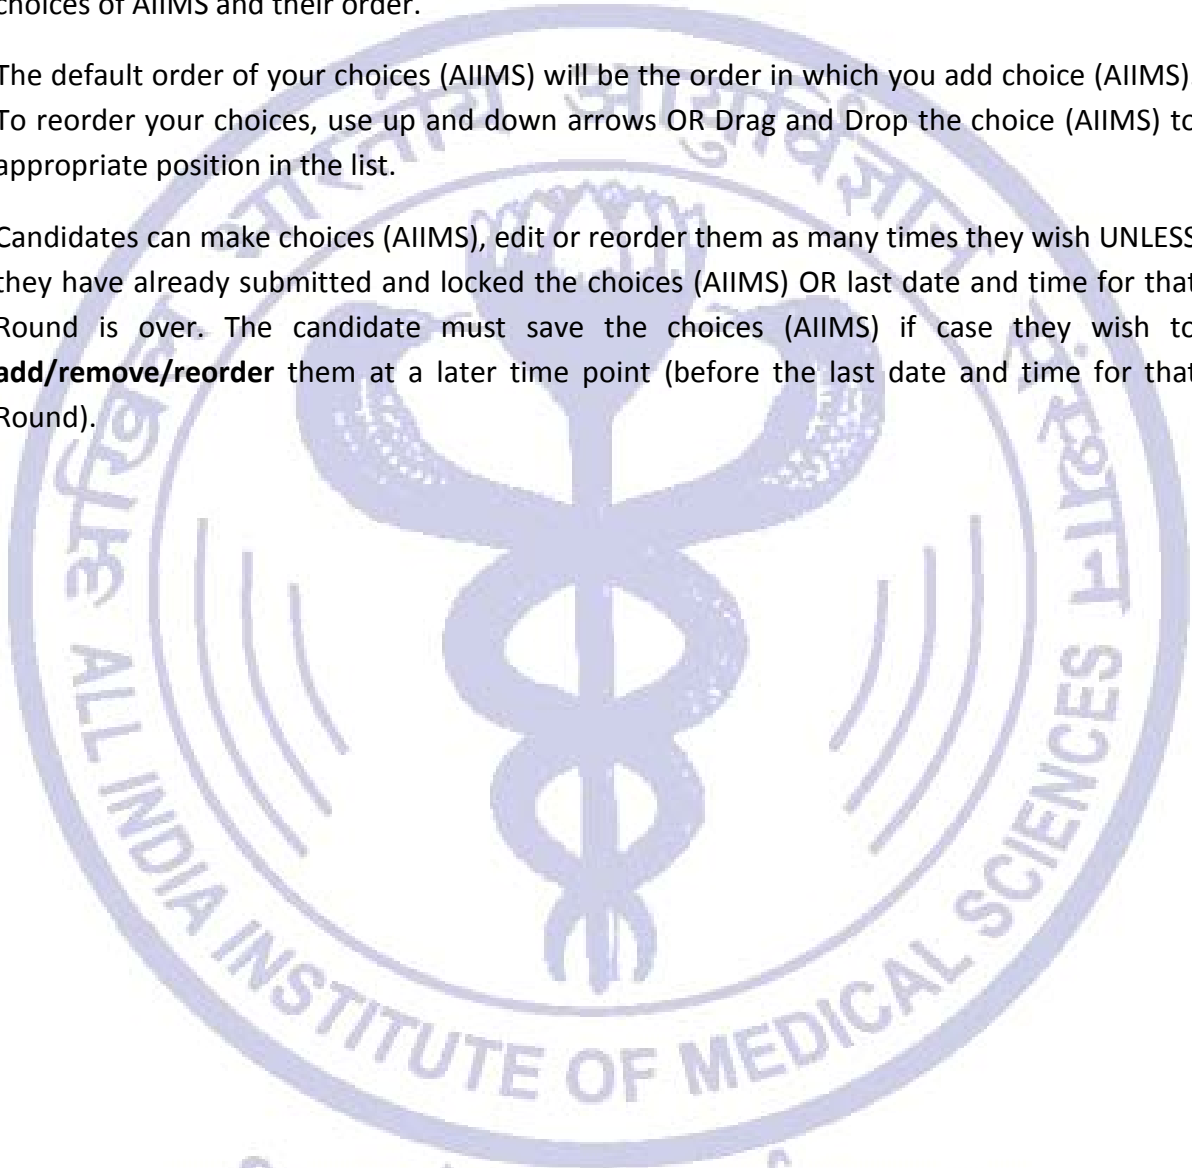 choices of AIIMS and their order.
The default order of your choices (AIIMS) will be the order in which you add choice (AIIMS).
To reorder your choices, use up and down arrows OR Drag and Drop the choice (AIIMS) to
appropriate position in the list.
Candidates can make choices (AIIMS), edit or reorder them as many times they wish UNLESS
they have already submitted and locked the choices (AIIMS) OR last date and time for that
Round is over. The candidate must save the choices (AIIMS) if case they wish to
add/remove/reorder them at a later time point (before the last date and time for that
Round).
अखिल भारतीय आयुर्विज्ञान संस्थान
ALL INDIA INSTITUTE OF MEDICAL SCIENCES